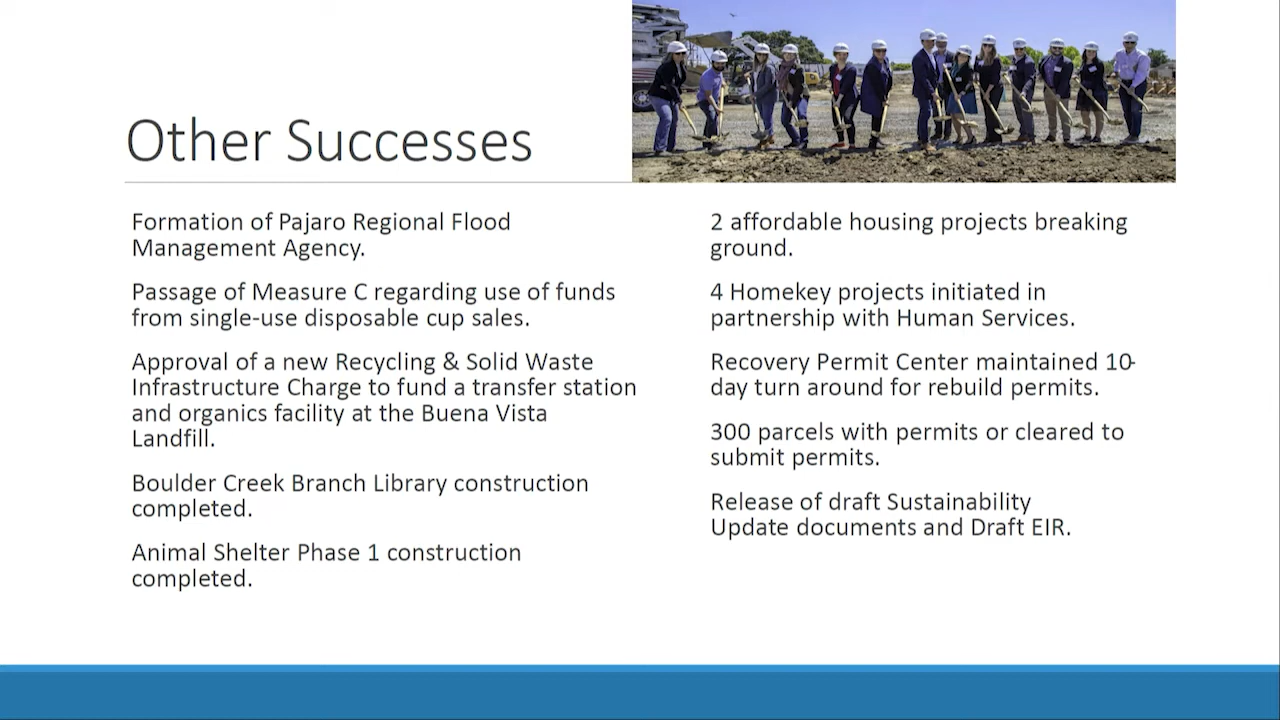 Other Successes
Formation of Pajaro Regional Flood
Management Agency.
Passage of Measure C regarding use of funds
from single-use disposable cup sales.
Approval of a new Recycling & Solid Waste
Infrastructure Charge to fund a transfer station
and organics facility at the Buena Vista
Landfill.
Boulder Creek Branch Library construction
completed.
Animal Shelter Phase 1 construction
completed.
2 affordable housing projects breaking
ground.
4 Homekey projects initiated in
partnership with Human Services.
Recovery Permit Center maintained 10-
day turn around for rebuild permits.
300 parcels with permits or cleared to
submit permits.
Release of draft Sustainability
Update documents and Draft EIR.